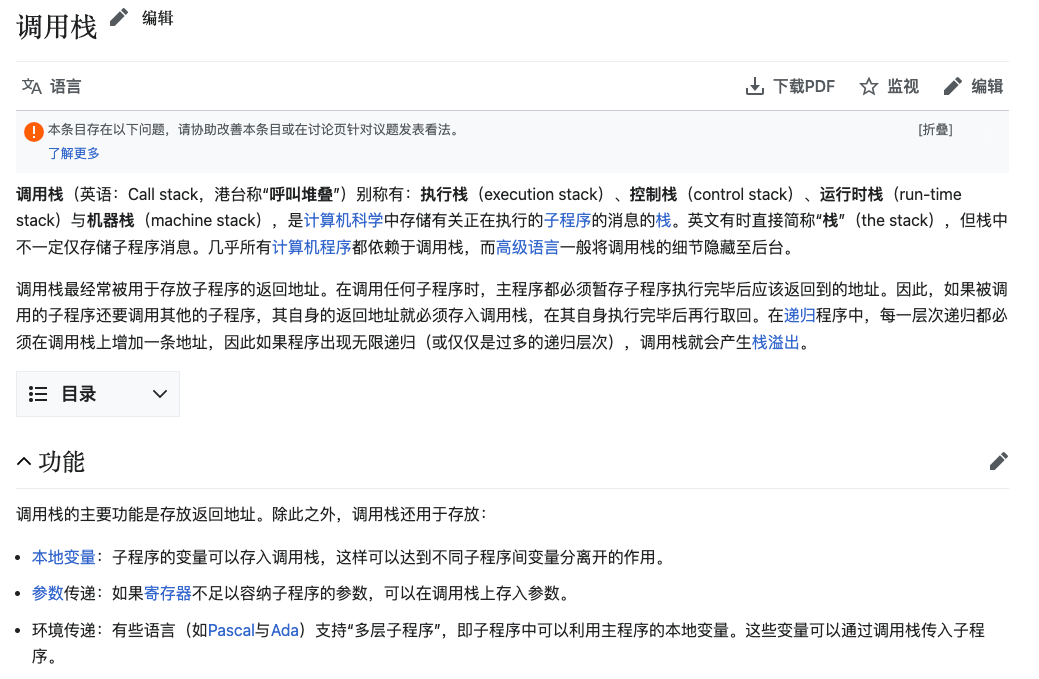 调用栈 编辑
语言 下载PDF 监视 编辑
本条目存在以下问题，请协助改善本条目或在讨论页针对议题发表看法。 [折叠]
了解更多
调用栈（英语：Call stack，港台称“呼叫堆叠”）别称有：执行栈（execution stack）、控制栈（control stack）、运行时栈（run-time
stack）与机器栈（machine stack），是计算机科学中存储有关正在执行的子程序的消息的栈。英文有时直接简称“栈”（the stack），但栈中
不一定仅存储子程序消息。几乎所有计算机程序都依赖于调用栈，而高级语言一般将调用栈的细节隐藏至后台。
调用栈最经常被用于存放子程序的返回地址。在调用任何子程序时，主程序都必须暂存子程序执行完毕后应该返回到的地址。因此，如果被调
用的子程序还要调用其他的子程序，其自身的返回地址就必须存入调用栈，在其自身执行完毕后再行取回。在递归程序中，每一层次递归都必
须在调用栈上增加一条地址，因此如果程序出现无限递归（或仅仅是过多的递归层次），调用栈就会产生栈溢出。
目录
功能
调用栈的主要功能是存放返回地址。除此之外，调用栈还用于存放：
• 本地变量：子程序的变量可以存入调用栈，这样可以达到不同子程序间变量分离开的作用。
• 参数传递：如果寄存器不足以容纳子程序的参数，可以在调用栈上存入参数。
• 环境传递：有些语言（如Pascal与Ada）支持“多层子程序”，即子程序中可以利用主程序的本地变量。这些变量可以通过调用栈传入子程
序。